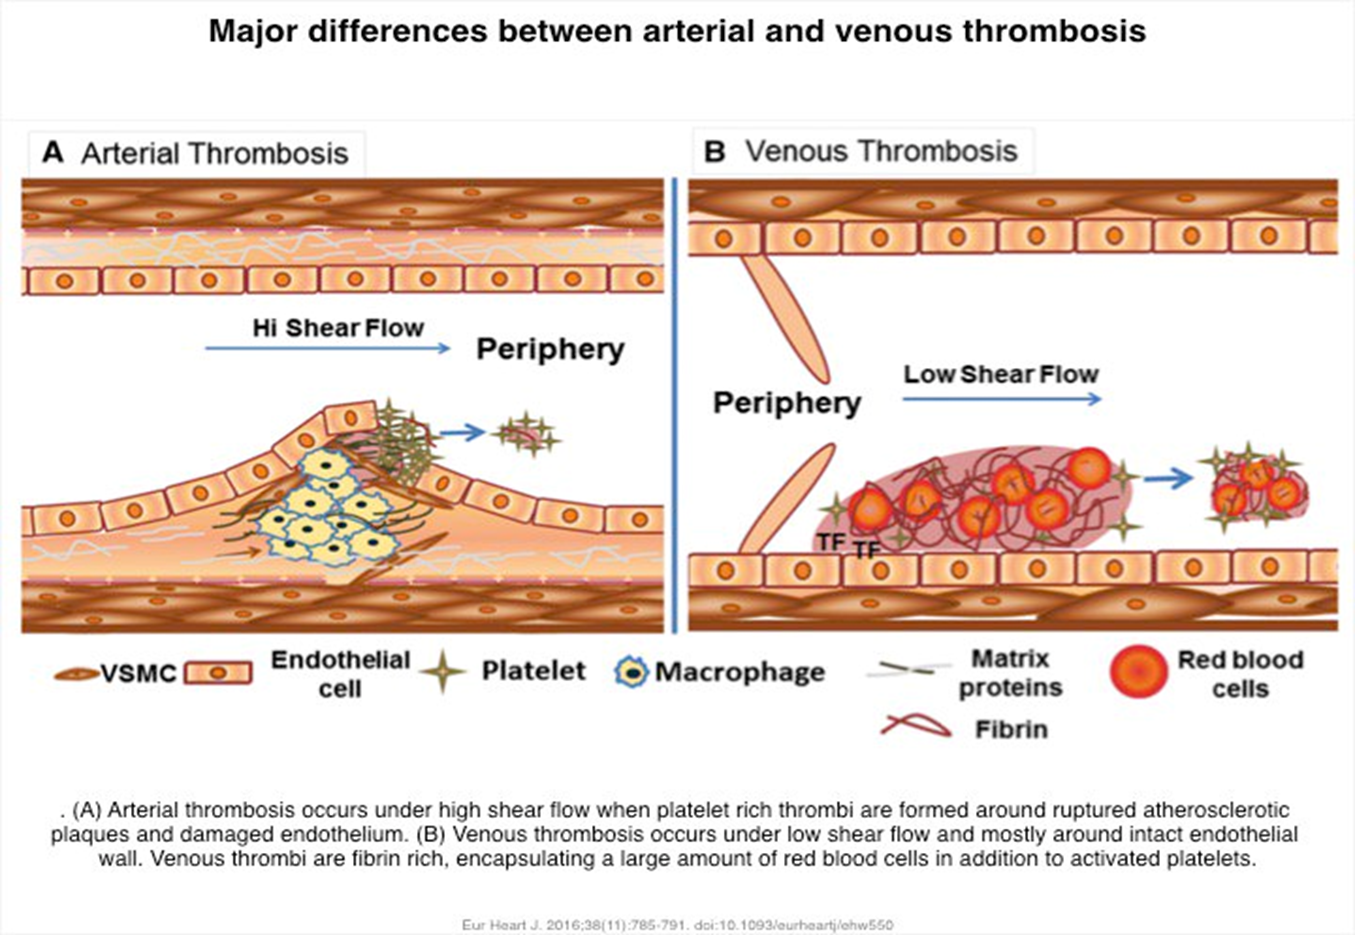 Major differences between arterial and venous thrombosis
A Arterial Thrombosis
Hi Shear Flow
Periphery
B Venous Thrombosis
Low Shear Flow
Periphery
TF TF
VSMC
Endothelial
cell
Platelet
Macrophage
Matrix
proteins
Red blood
cells
Fibrin
. (A) Arterial thrombosis occurs under high shear flow when platelet rich thrombi are formed around ruptured atherosclerotic
plaques and damaged endothelium. (B) Venous thrombosis occurs under low shear flow and mostly around intact endothelial
wall. Venous thrombi are fibrin rich, encapsulating a large amount of red blood cells in addition to activated platelets.
Eur Heart J. 2016;38(11):785-791. doi:10.1093/eurheartj/ehw550